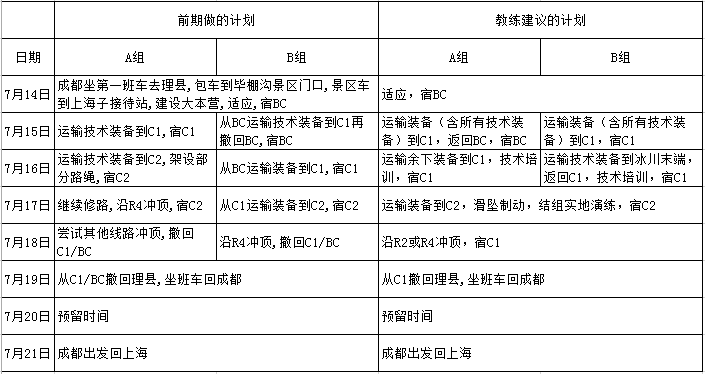 前期做的计划 教练建议的计划
日期 A组 B组 A组 B组
7月14日 成都坐第一班车去理县,包车到毕棚沟景区门口,景区车 适应，宿BC
到上海子接待站,建设大本营,适应,宿BC
7月15日 运输技术装备到C1,宿C1 从BC运输技术装备到C1再 运输装备（含所有技术装 运输装备（含所有技术装
撤回BC,宿BC 备）到C1，返回BC，宿BC 备）到C1，宿C1
7月16日 运输技术装备到C2,架设部 从BC运输装备到C1,宿C1 运输余下装备到C1，技术培 运输技术装备到冰川末端，
分路绳,宿C2 训，宿C1 返回C1，技术培训，宿C1
7月17日 继续修路,沿R4冲顶,宿C2 从C1运输装备到C2,宿C2 运输装备到C2，滑坠制动，结组实地演练，宿C2
7月18日 尝试其他线路冲顶,撤回 沿R4冲顶,撤回C1/BC 沿R2或R4冲顶，宿C1
C1/BC
7月19日 从C1/BC撤回理县,坐班车回成都 从C1撤回理县,坐班车回成都
7月20日 预留时间 预留时间
7月21日 成都出发回上海 成都出发回上海